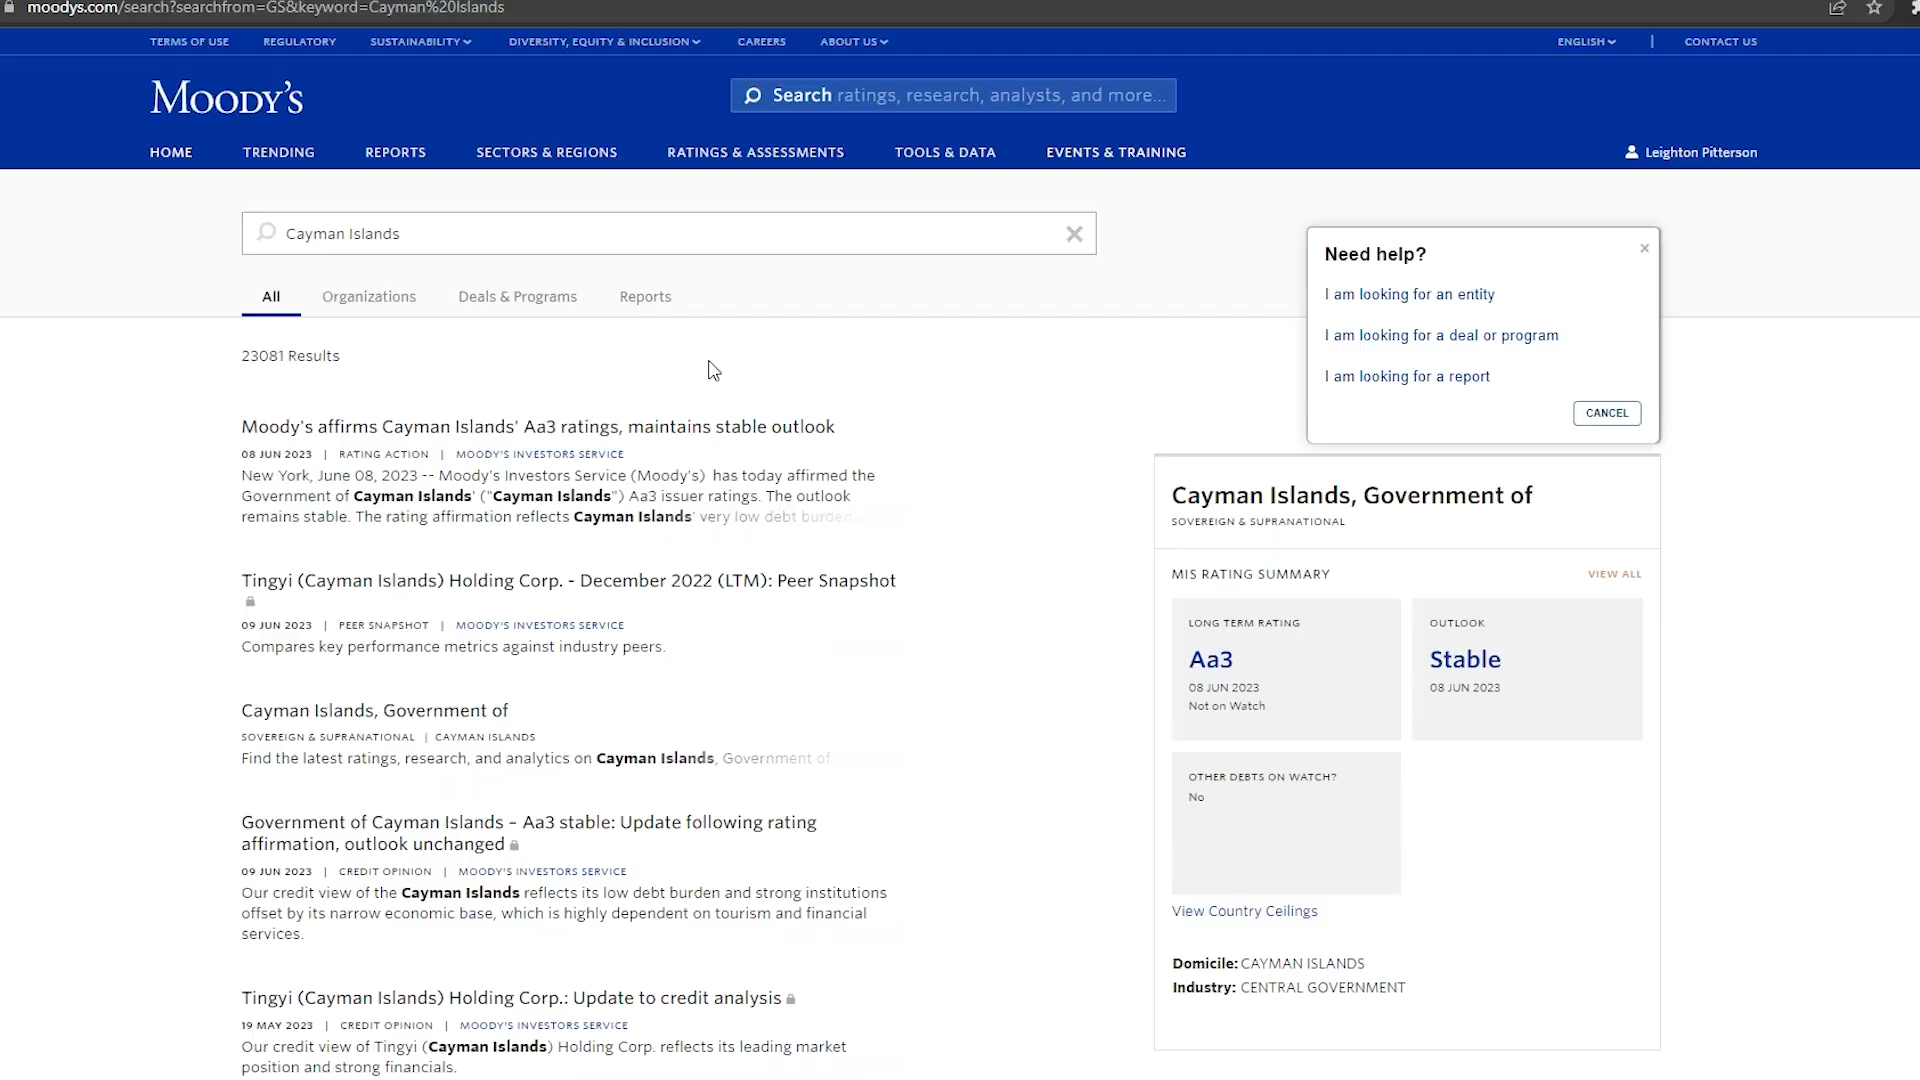 moodys.com/search?searchfrom=GS&keyword=Cayman%20Islands
TERMS OF USE REGULATORY SUSTAINABILITY DIVERSITY, EQUITY & INCLUSION CAREERS ABOUT US ENGLISH | CONTACT US
MOODY'S
Search ratings, research, analysts, and more...
HOME TRENDING REPORTS SECTORS & REGIONS RATINGS & ASSESSMENTS TOOLS & DATA EVENTS & TRAINING Leighton Pitterson
Cayman Islands
All Organizations Deals & Programs Reports
23081 Results
Moody's affirms Cayman Islands' Aa3 ratings, maintains stable outlook
08 JUN 2023 | RATING ACTION | MOODY'S INVESTORS SERVICE
New York, June 08, 2023 -- Moody's Investors Service (Moody's) has today affirmed the
Government of Cayman Islands' ("Cayman Islands") Aa3 issuer ratings. The outlook
remains stable. The rating affirmation reflects Cayman Islands' very low debt burden
Tingyi (Cayman Islands) Holding Corp. - December 2022 (LTM): Peer Snapshot
09 JUN 2023 | PEER SNAPSHOT | MOODY'S INVESTORS SERVICE
Compares key performance metrics against industry peers.
Cayman Islands, Government of
SOVEREIGN & SUPRANATIONAL | CAYMAN ISLANDS
Find the latest ratings, research, and analytics on Cayman Islands, Government of
Government of Cayman Islands – Aa3 stable: Update following rating
affirmation, outlook unchanged
09 JUN 2023 | CREDIT OPINION | MOODY'S INVESTORS SERVICE
Our credit view of the Cayman Islands reflects its low debt burden and strong institutions
offset by its narrow economic base, which is highly dependent on tourism and financial
services.
Tingyi (Cayman Islands) Holding Corp.: Update to credit analysis
19 MAY 2023 | CREDIT OPINION | MOODY'S INVESTORS SERVICE
Our credit view of Tingyi (Cayman Islands) Holding Corp. reflects its leading market
position and strong financials.
Need help?
I am looking for an entity
I am looking for a deal or program
I am looking for a report
CANCEL
Cayman Islands, Government of
SOVEREIGN & SUPRANATIONAL
MIS RATING SUMMARY VIEW ALL
LONG TERM RATING
Aa3
08 JUN 2023
Not on Watch
OUTLOOK
Stable
08 JUN 2023
OTHER DEBTS ON WATCH?
No
View Country Ceilings
Domicile: CAYMAN ISLANDS
Industry: CENTRAL GOVERNMENT